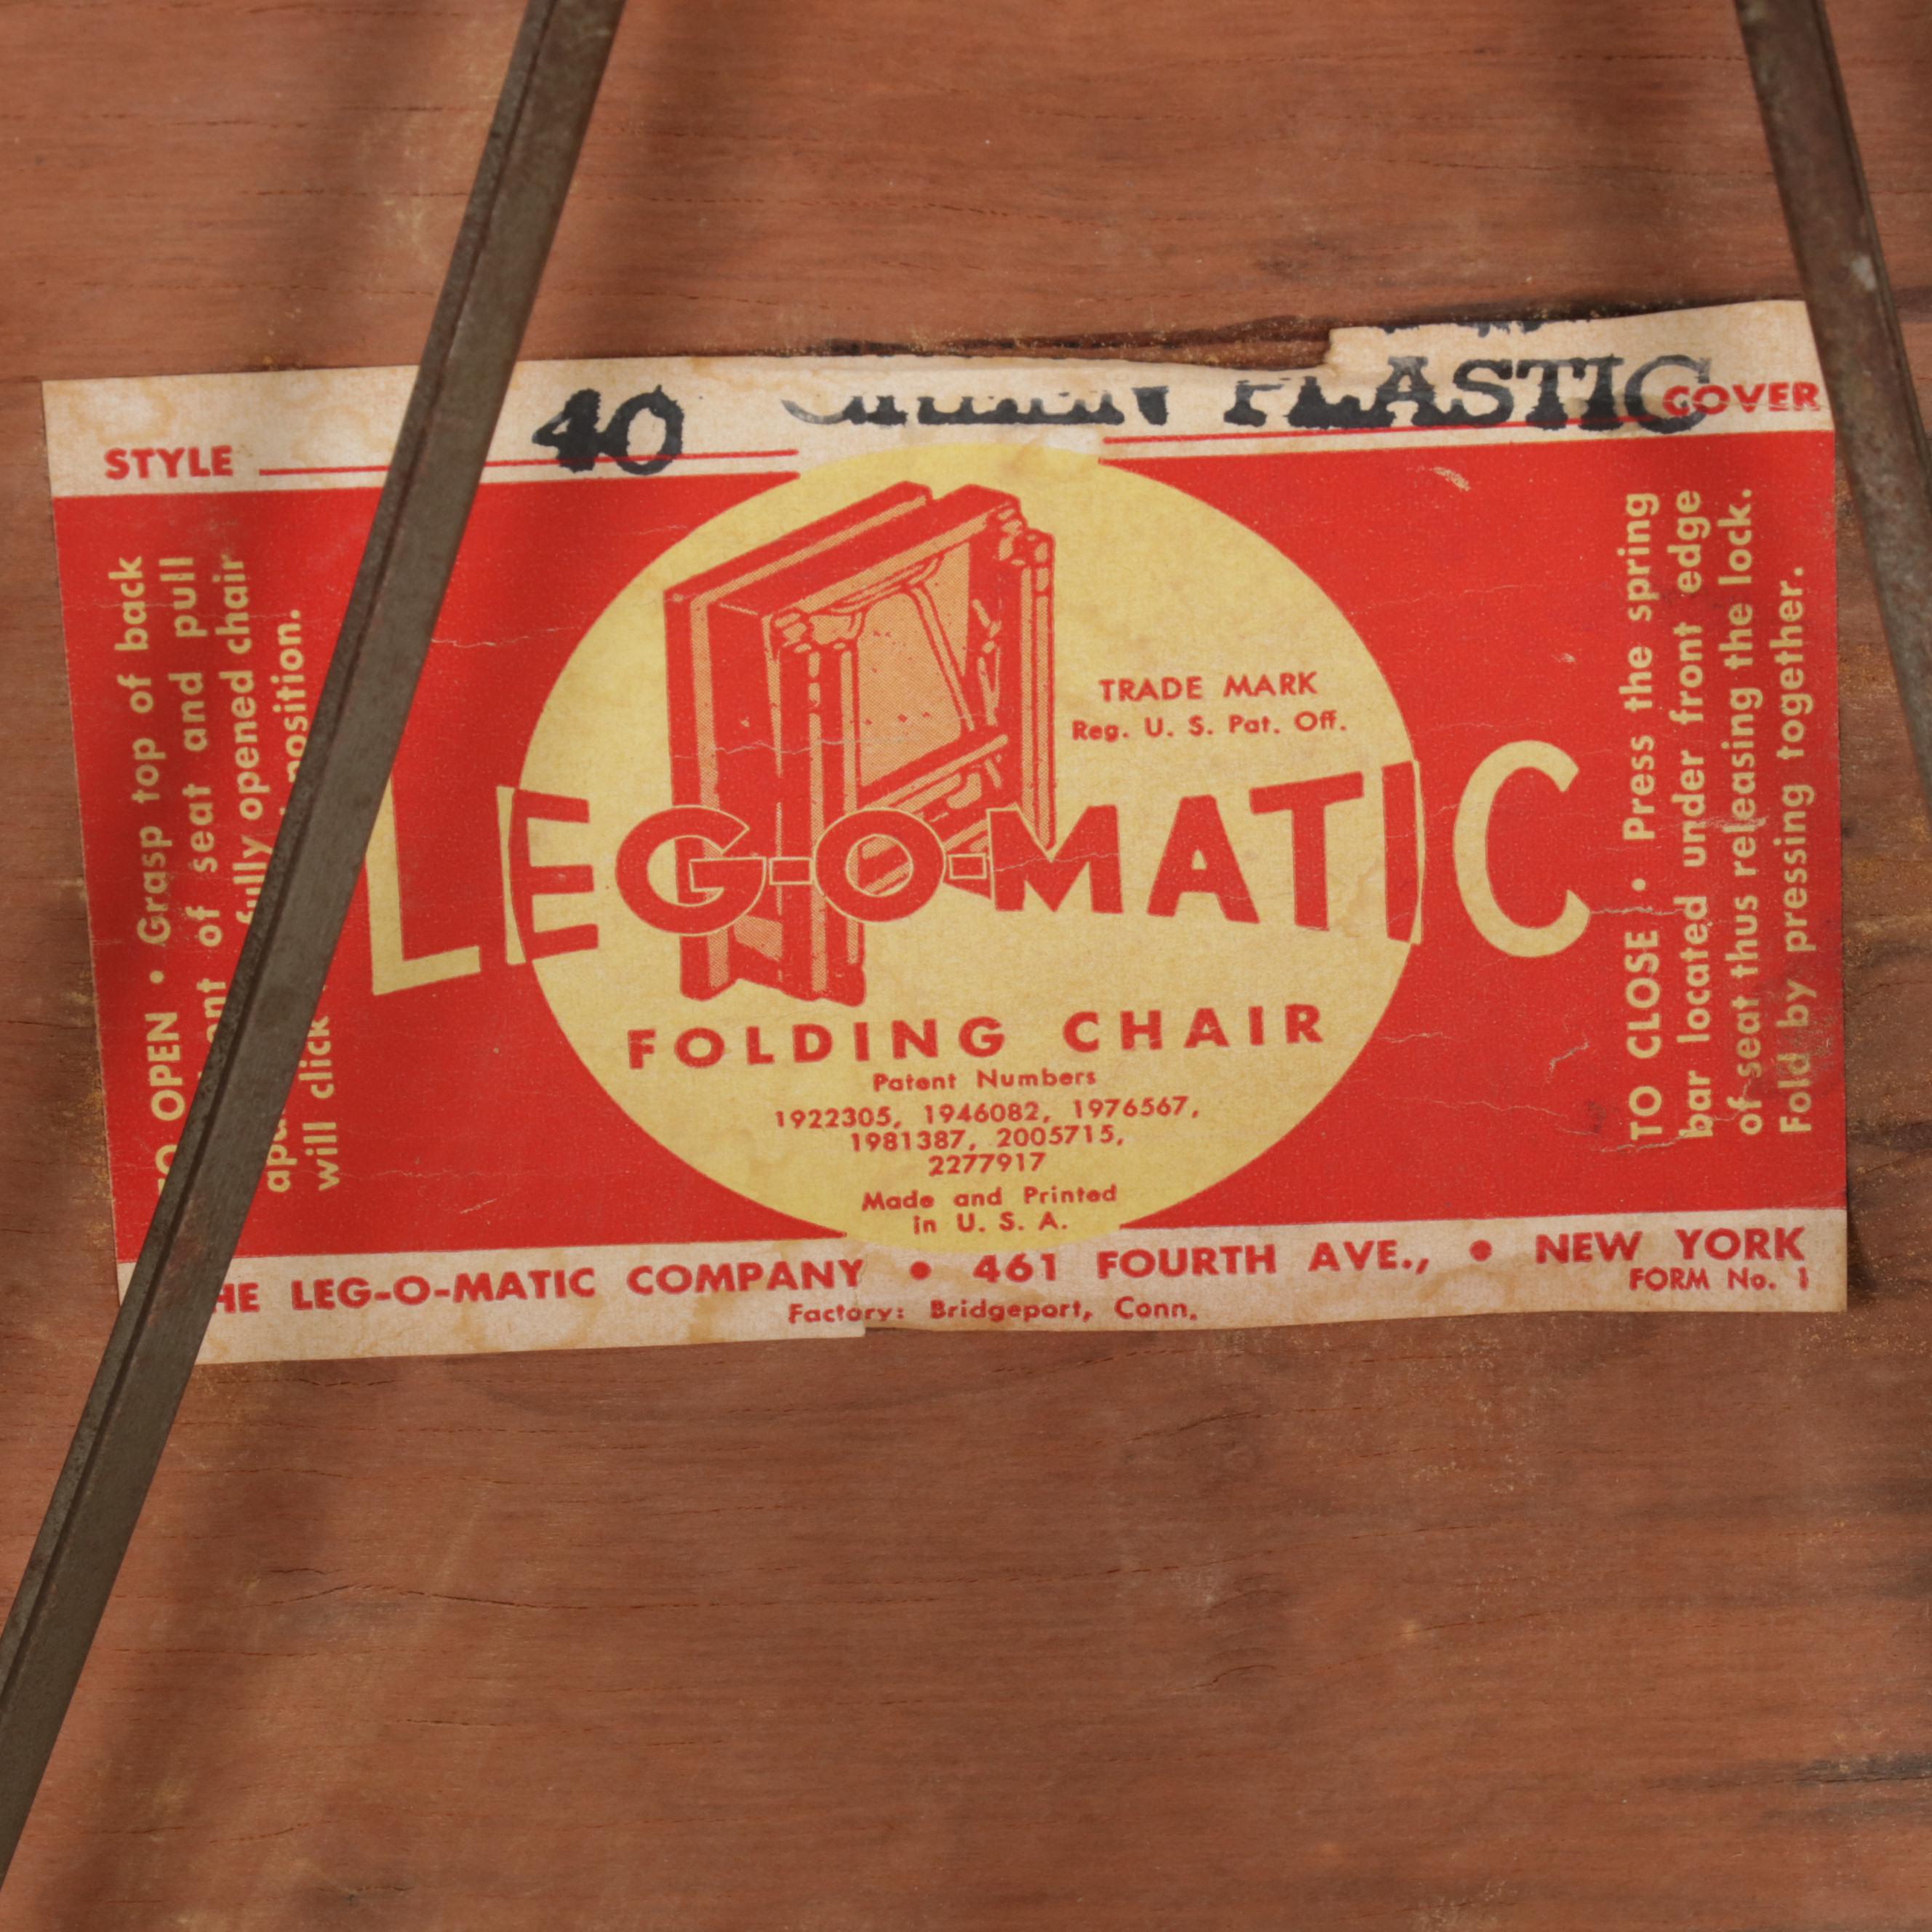 STYLE 40 PLASTIC COVER
OPEN • Grasp top of back
of seat and pull
fully opened chair
will click position.
TRADE MARK
Reg. U. S. Pat. Off.
LEG-O-MATIC
FOLDING CHAIR
Patent Numbers
1922305, 1946082, 1976567,
1981387, 2005715,
2277917
Made and Printed
in U. S. A.
TO CLOSE • Press the spring
bar located under front edge
of seat thus releasing the lock.
Fold by pressing together.
THE LEG-O-MATIC COMPANY • 461 FOURTH AVE., • NEW YORK
FORM No. 1
Factory: Bridgeport, Conn.